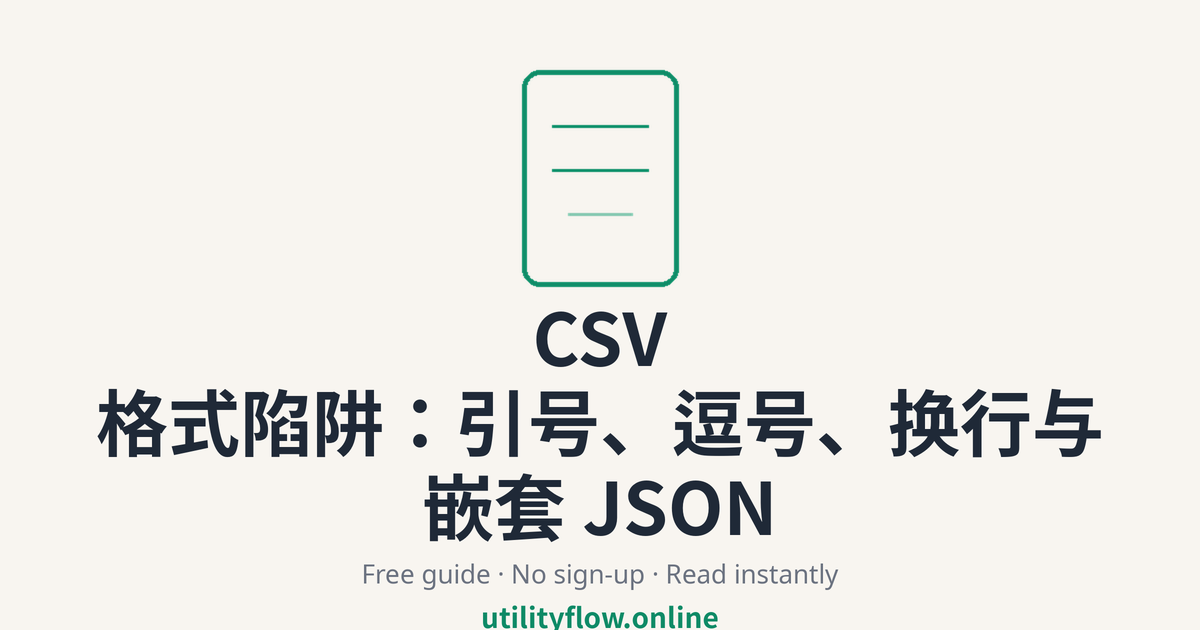 CSV
格式陷阱：引号、逗号、换行与
嵌套 JSON
Free guide · No sign-up · Read instantly
utilityflow.online